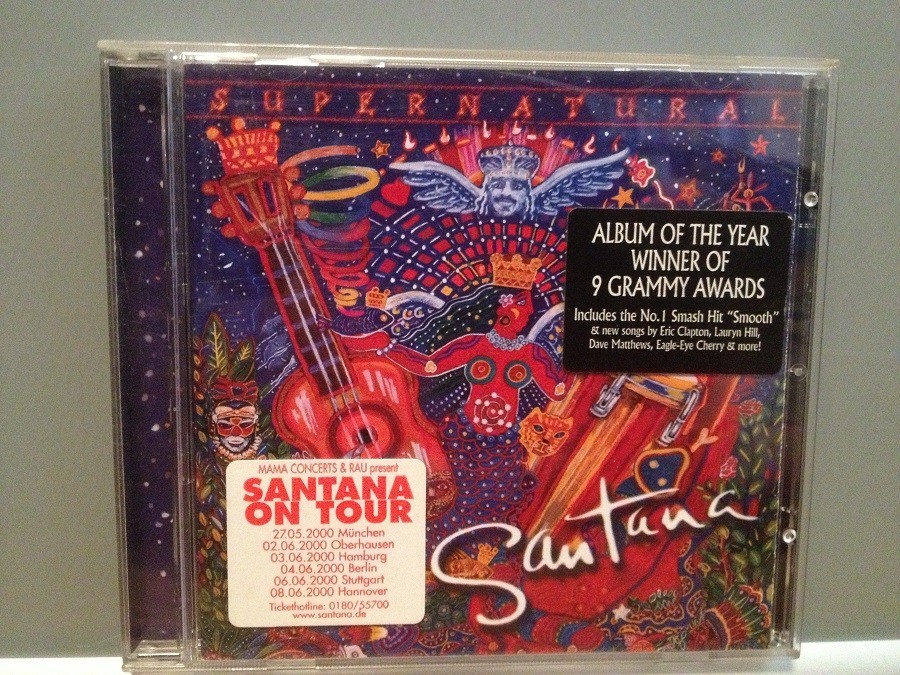 SUPERNATURAL
ALBUM OF THE YEAR
WINNER OF
9 GRAMMY AWARDS
Includes the No.1 Smash Hit "Smooth"
& new songs by Eric Clapton, Lauryn Hill,
Dave Matthews, Eagle-Eye Cherry & more!
MAMA CONCERTS & RAU present
SANTANA
ON TOUR
27.05.2000 München
02.06.2000 Oberhausen
03.06.2000 Hamburg
04.06.2000 Berlin
06.06.2000 Stuttgart
08.06.2000 Hannover
Tickethotline: 0180/55700
www.santana.de
Santana